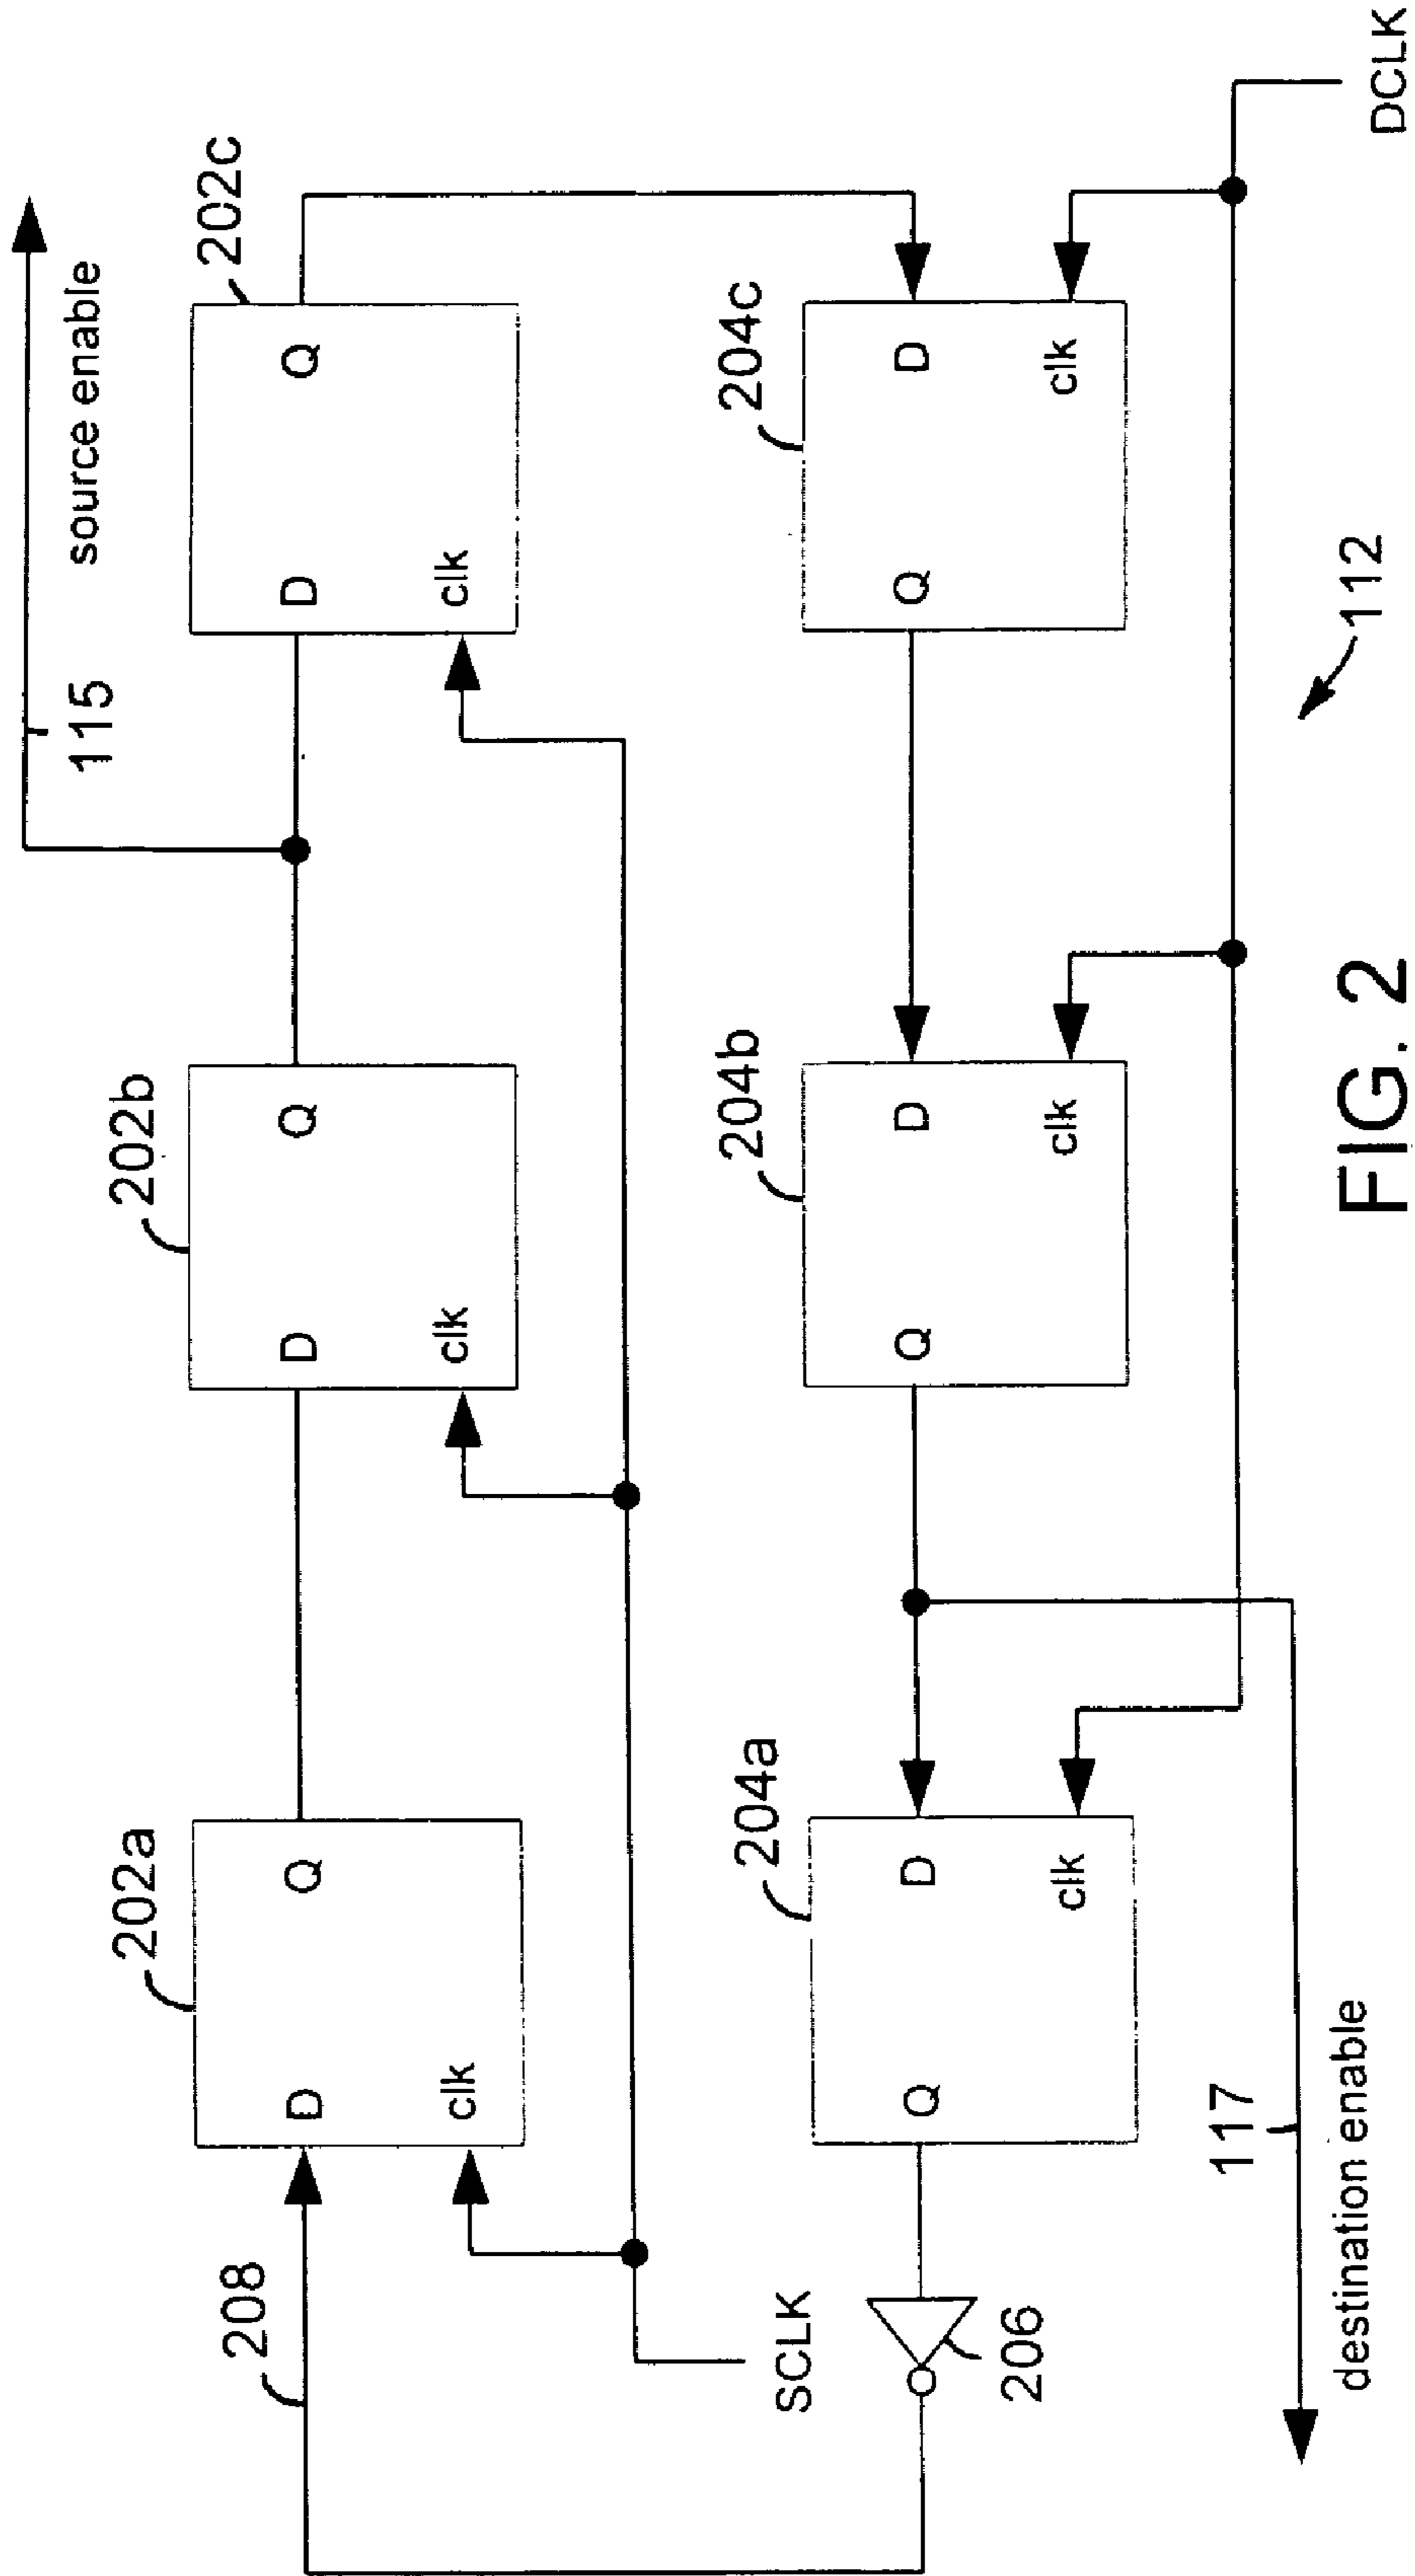 115
source enable
202a
202b
202c
D
Q
D
Q
D
Q
clk
clk
clk
208
SCLK
204a
204b
204c
Q
D
Q
D
Q
D
clk
clk
clk
206
117
destination enable
112
DCLK
FIG. 2